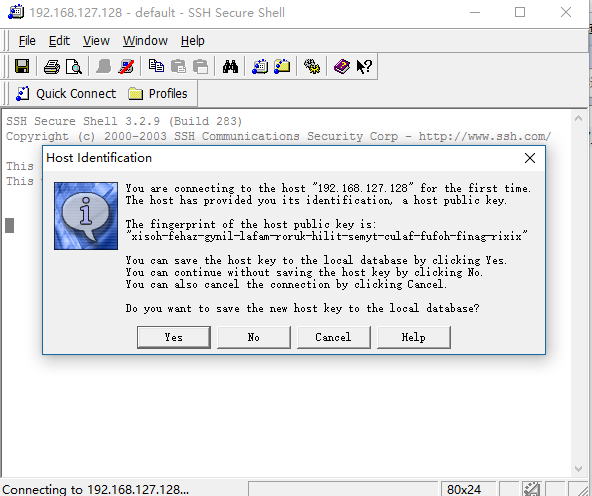 192.168.127.128 - default - SSH Secure Shell
File Edit View Window Help
Quick Connect Profiles
SSH Secure Shell 3.2.9 (Build 283)
Copyright (c) 2000-2003 SSH Communications Security Corp - http://www.ssh.com/
This
This
Host Identification
You are connecting to the host "192.168.127.128" for the first time.
The host has provided you its identification, a host public key.
The fingerprint of the host public key is:
"xisoh-fehaz-gynil-lafam-roruk-hilit-semyt-culaf-fufoh-finag-rixix"
You can save the host key to the local database by clicking Yes.
You can continue without saving the host key by clicking No.
You can also cancel the connection by clicking Cancel.
Do you want to save the new host key to the local database?
Yes No Cancel Help
Connecting to 192.168.127.128... 80x24